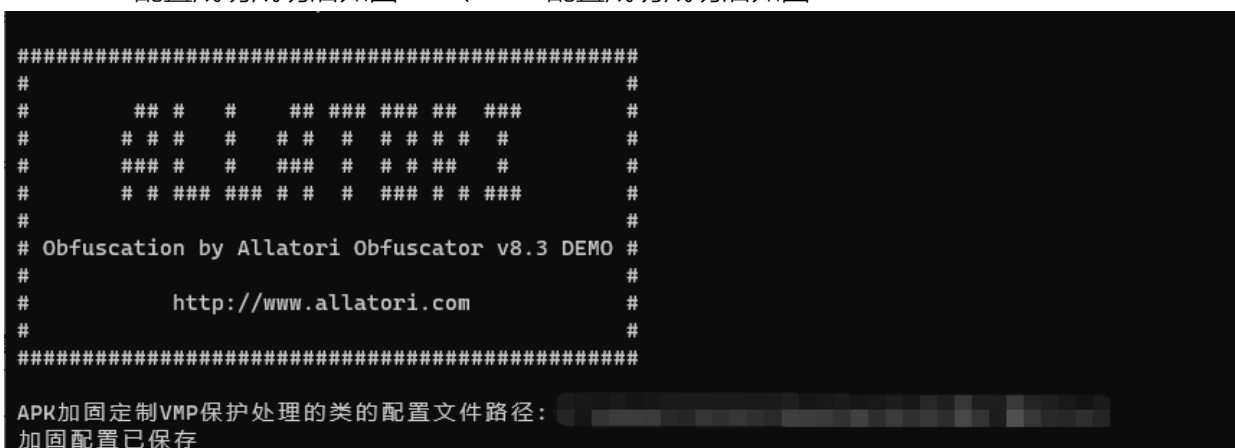 ################################################
#                                              #
#        ## #   #    ## ### ### ##  ###        #
#       # # #   #   # #  #  # # # #  #         #
#       ### #   #   ###  #  # # ##   #         #
#       # # ### ### # #  #  ### # # ###        #
#                                              #
# Obfuscation by Allatori Obfuscator v8.3 DEMO #
#                                              #
#           http://www.allatori.com            #
#                                              #
################################################
APK加固定制VMP保护处理的类的配置文件路径:
加固配置已保存